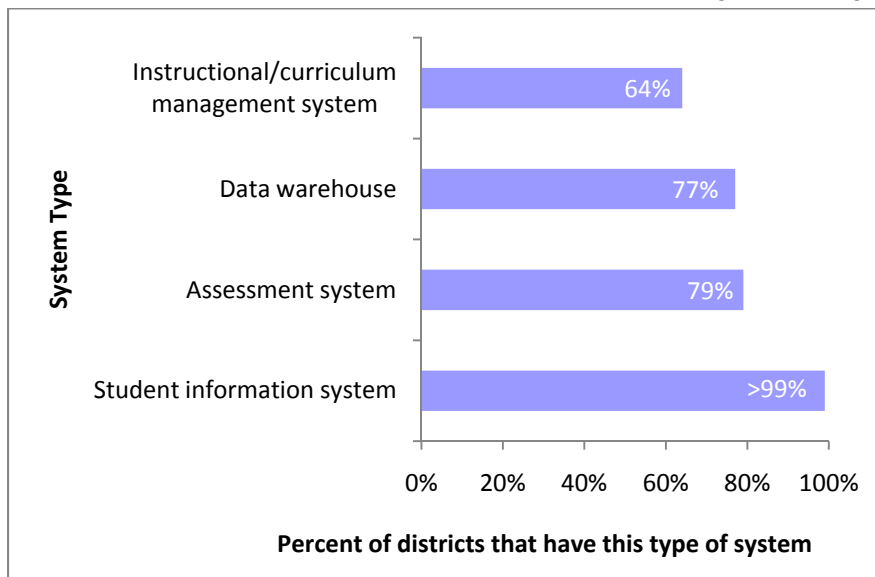 Instructional/curriculum
management system
64%
Data warehouse
77%
Assessment system
79%
Student information system
>99%
System Type
0%
20%
40%
60%
80%
100%
Percent of districts that have this type of system